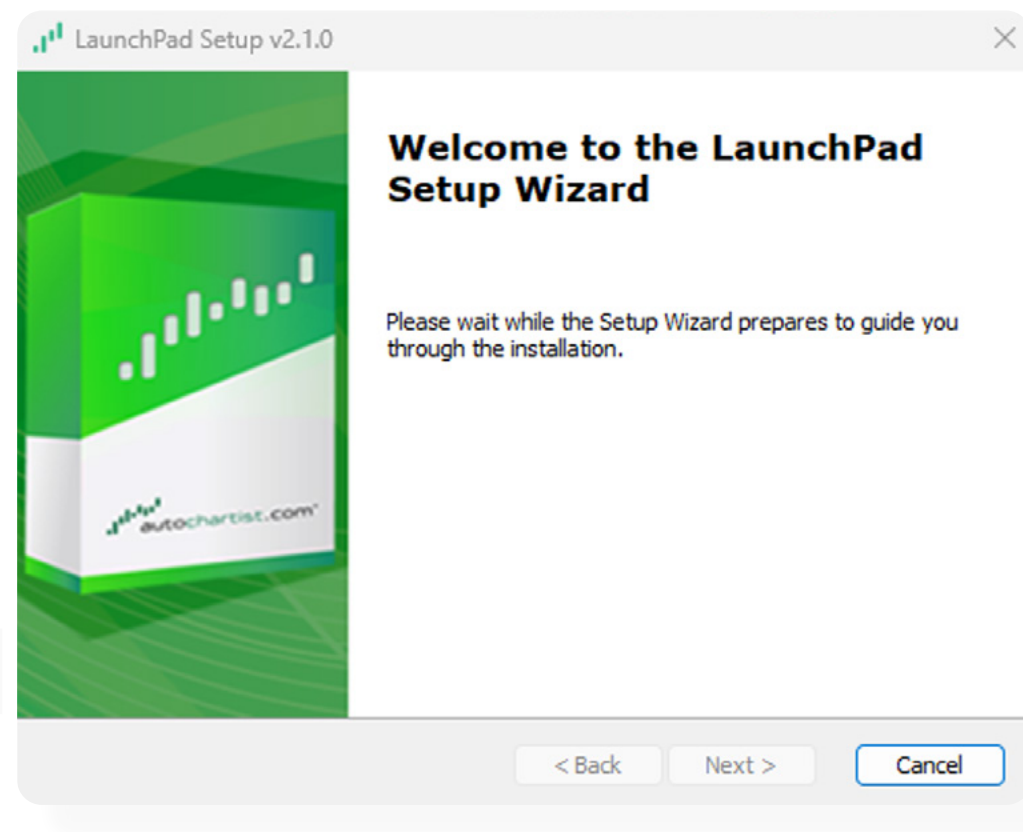 LaunchPad Setup v2.1.0
Welcome to the LaunchPad
Setup Wizard
Please wait while the Setup Wizard prepares to guide you
through the installation.
autochartist.com
< Back
Next >
Cancel